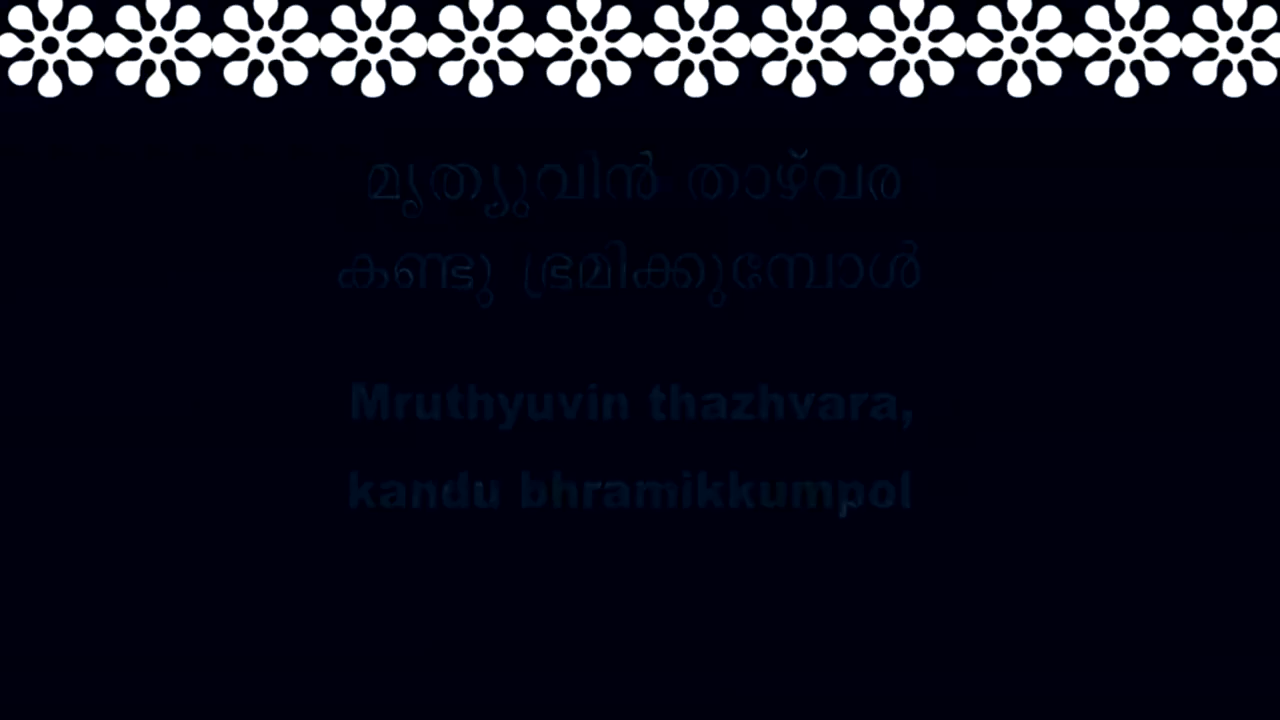 മൃത്യുവിൻ താഴ്വര
കണ്ടു ഭ്രമിക്കുമ്പോൾ
Mruthyuvin thazhvara,
kandu bhramikkumpol